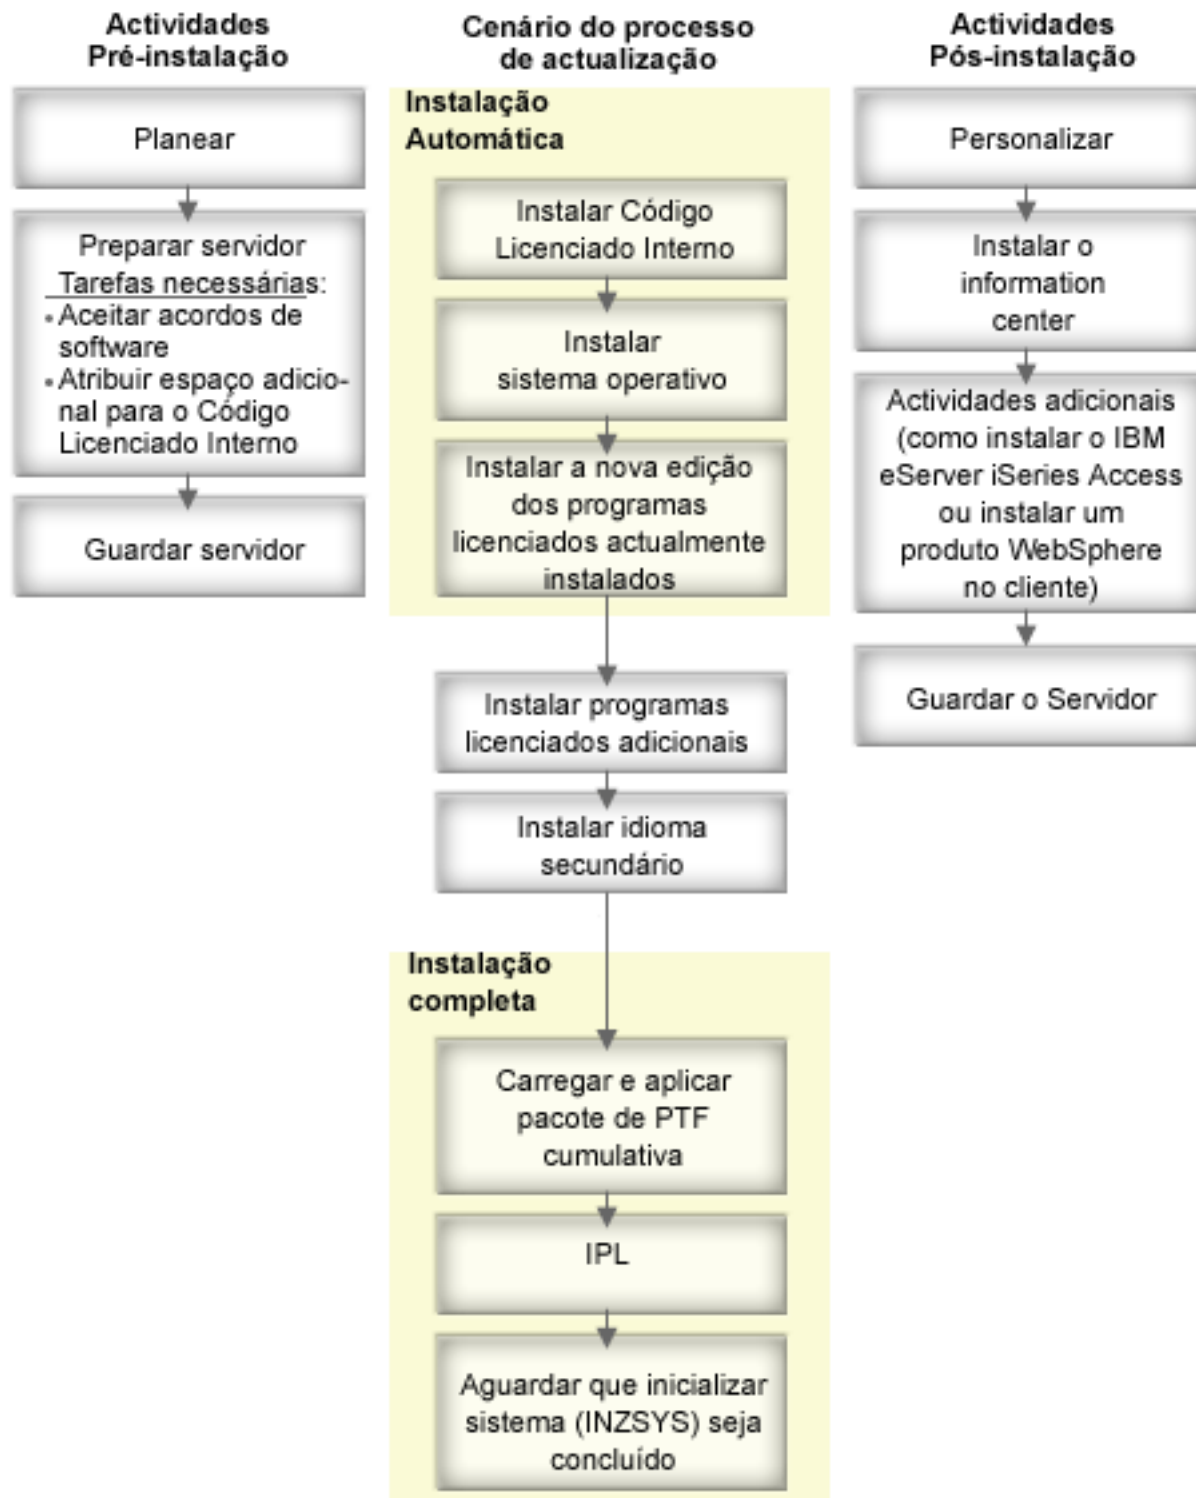 Actividades
Pré-instalação
Planear
Preparar servidor
Tarefas necessárias:
• Aceitar acordos de
software
• Atribuir espaço adicio-
nal para o Código
Licenciado Interno
Guardar servidor
Cenário do processo
de actualização
Instalação
Automática
Instalar Código
Licenciado Interno
Instalar
sistema operativo
Instalar a nova edição
dos programas
licenciados actualmente
instalados
Instalar programas
licenciados adicionais
Instalar idioma
secundário
Instalação
completa
Carregar e aplicar
pacote de PTF
cumulativa
IPL
Aguardar que inicializar
sistema (INZSYS) seja
concluído
Actividades
Pós-instalação
Personalizar
Instalar o
information
center
Actividades adicionais
(como instalar o IBM
eServer iSeries Access
ou instalar um
produto WebSphere
no cliente)
Guardar o Servidor